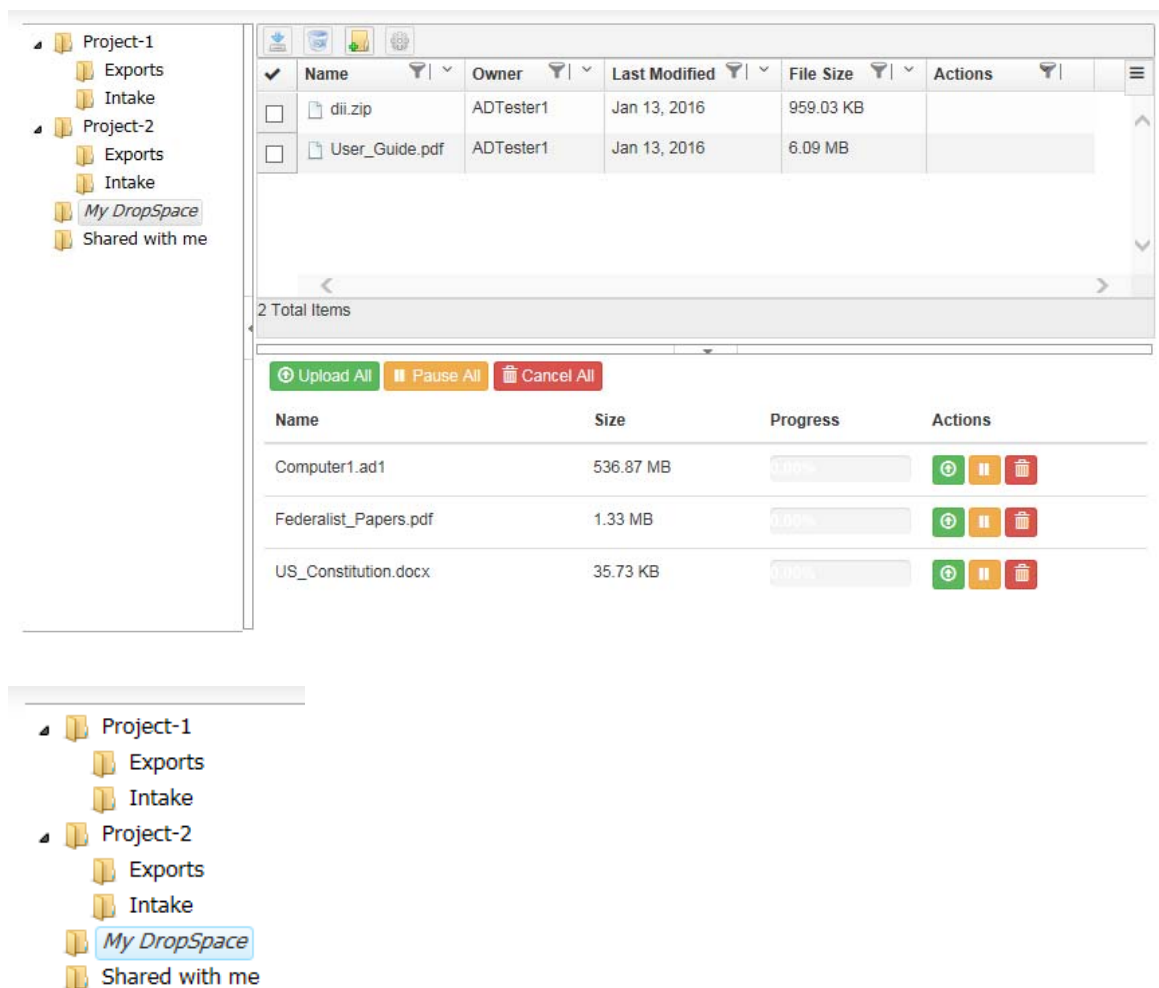 Project-1
Exports
Intake
Project-2
Exports
Intake
My DropSpace
Shared with me
Name Owner Last Modified File Size Actions
dii.zip ADTester1 Jan 13, 2016 959.03 KB
User_Guide.pdf ADTester1 Jan 13, 2016 6.09 MB
2 Total Items
Upload All Pause All Cancel All
Name Size Progress Actions
Computer1.ad1 536.87 MB 0.00%
Federalist_Papers.pdf 1.33 MB 0.00%
US_Constitution.docx 35.73 KB 0.00%
Project-1
Exports
Intake
Project-2
Exports
Intake
My DropSpace
Shared with me